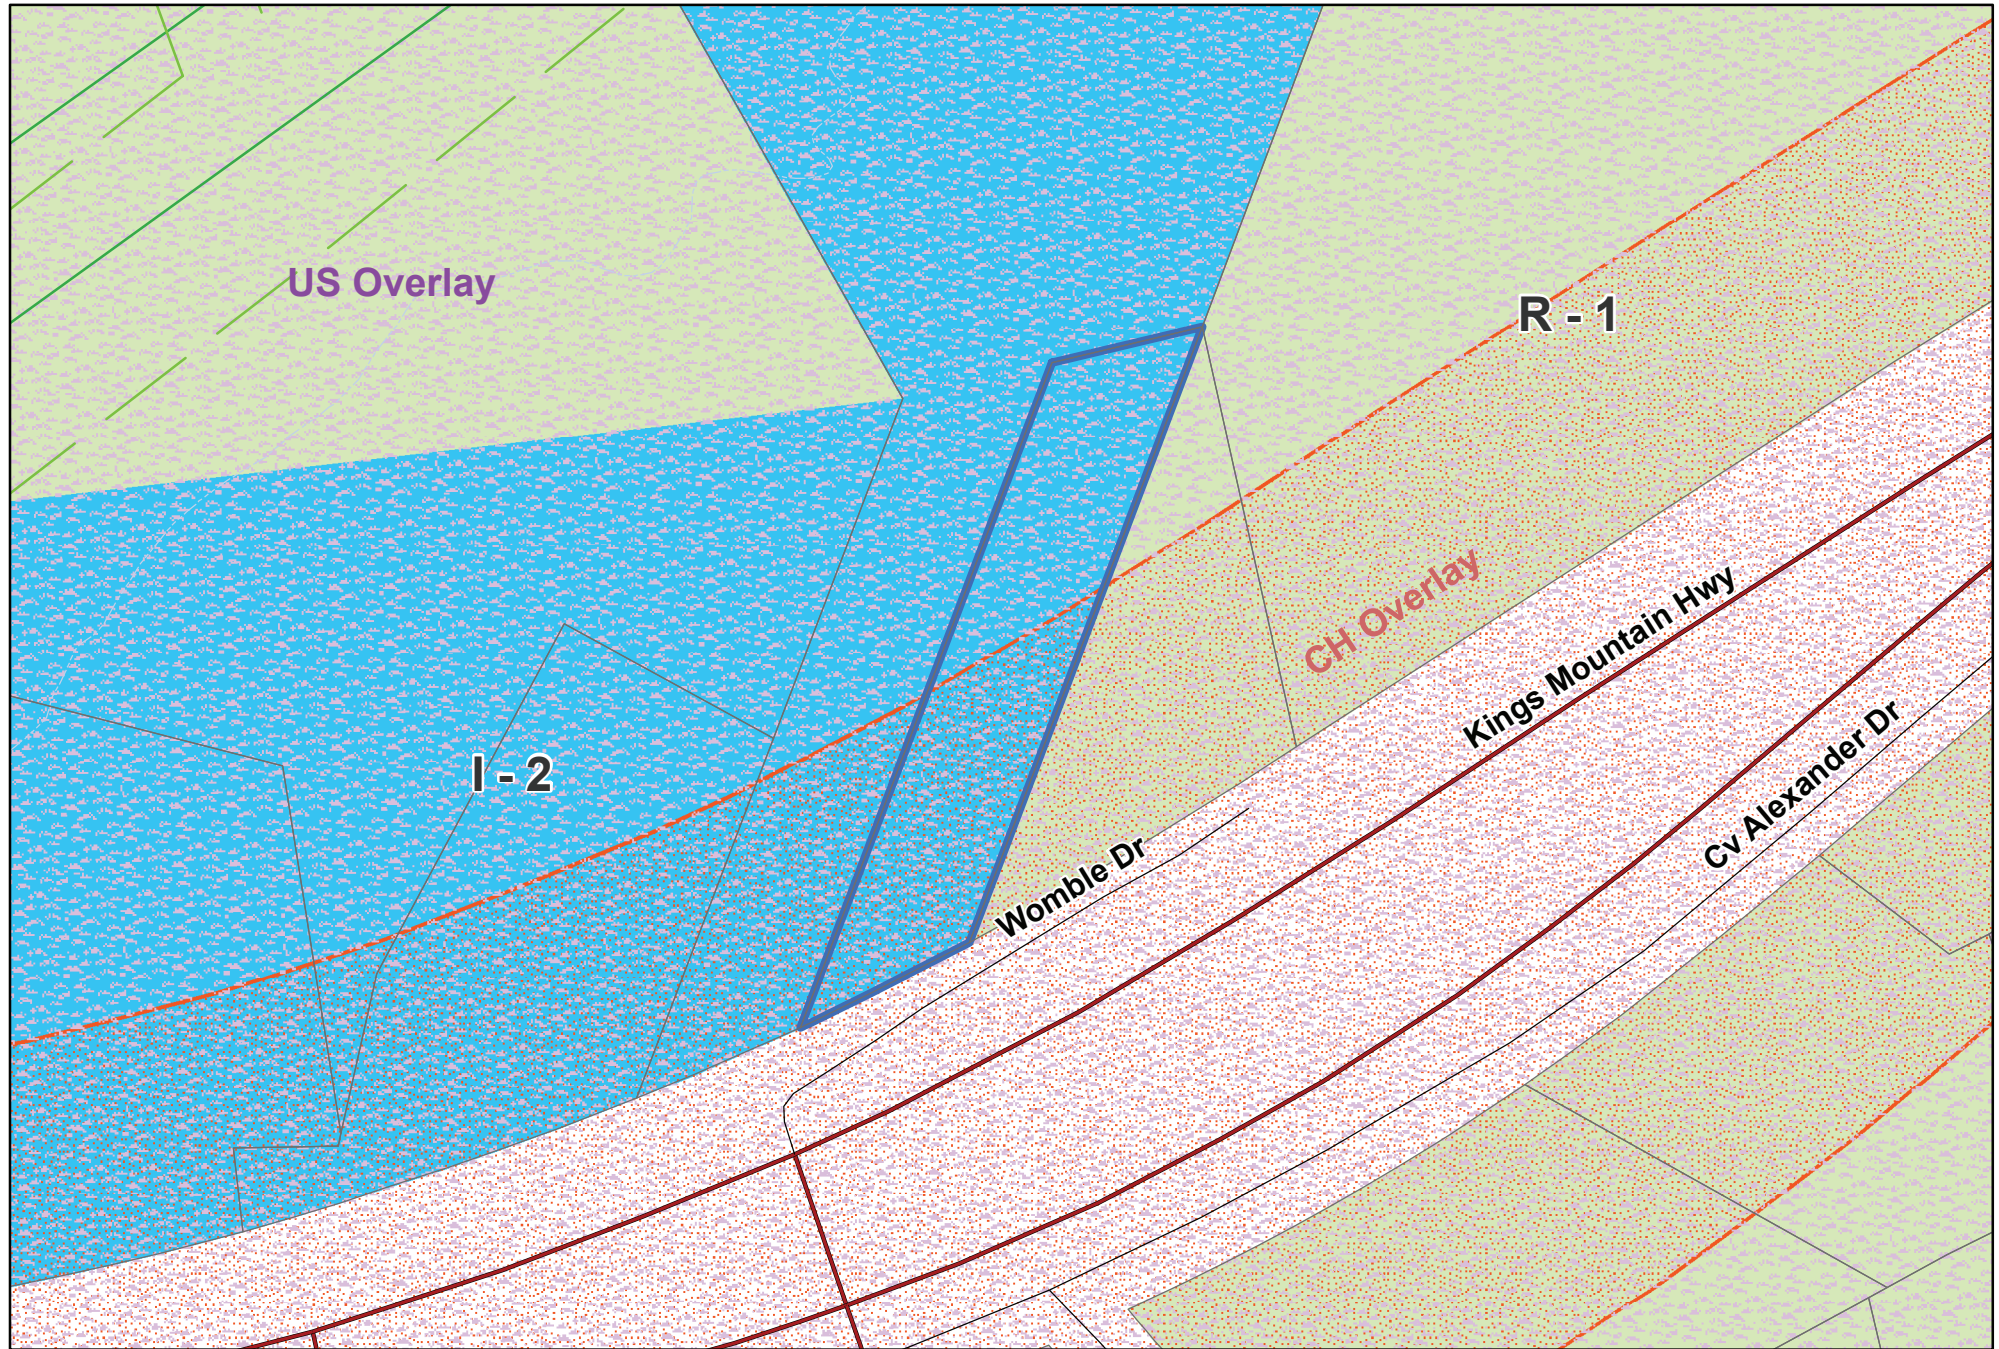 US Overlay
R - 1
CH Overlay
Kings Mountain Hwy
Cv Alexander Dr
I - 2
Womble Dr